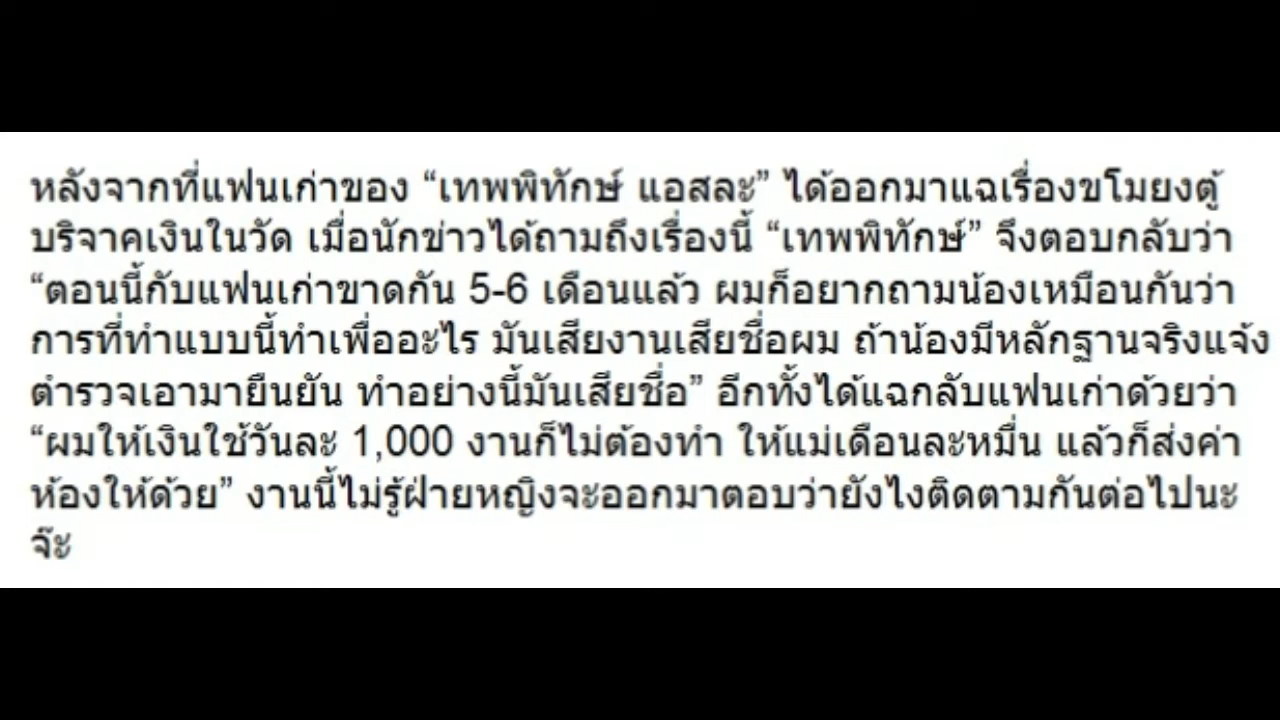 หลังจากที่แฟนเก่าของ “เทพพิทักษ์ แอสละ” ได้ออกมาแฉเรื่องขโมยตู้
บริจาคเงินในวัด เมื่อนักข่าวได้ถามถึงเรื่องนี้ “เทพพิทักษ์” จึงตอบกลับว่า
“ตอนนี้กับแฟนเก่าขาดกัน 5-6 เดือนแล้ว ผมก็อยากถามน้องเหมือนกันว่า
การที่ทำแบบนี้ทำเพื่ออะไร มันเสียงานเสียชื่อผม ถ้าน้องมีหลักฐานจริงแจ้ง
ตำรวจเอามายืนยัน ทำอย่างนี้มันเสียชื่อ” อีกทั้งได้แฉกลับแฟนเก่าด้วยว่า
“ผมให้เงินใช้วันละ 1,000 งานก็ไม่ต้องทำ ให้แม่เดือนละหมื่น แล้วก็ส่งค่า
ห้องให้ด้วย” งานนี้ไม่รู้ฝ่ายหญิงจะออกมาตอบว่ายังไงติดตามกันต่อไปนะ
จ๊ะ